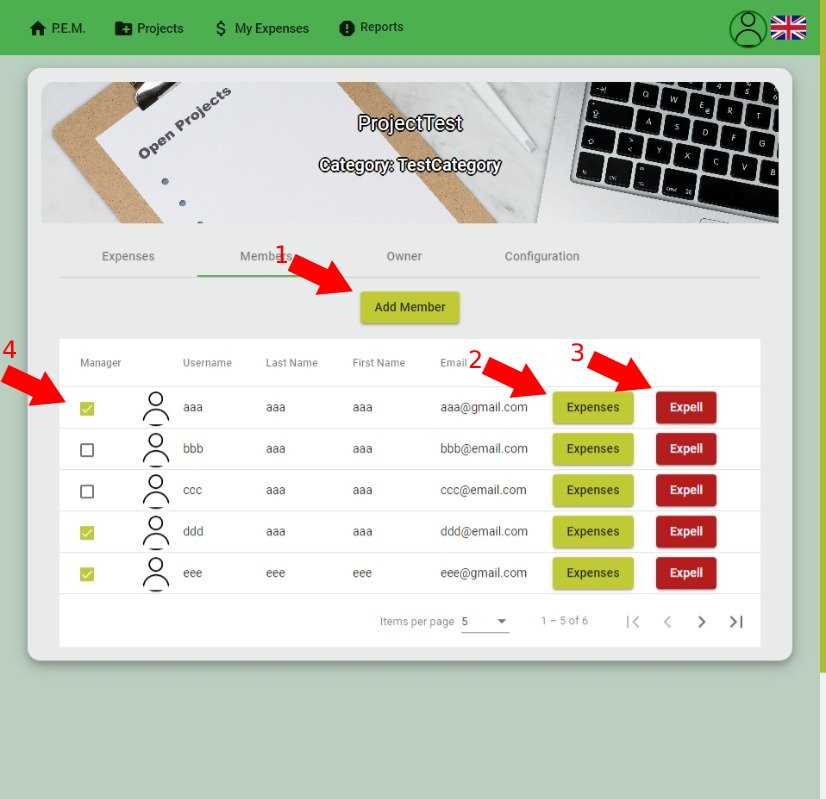 P.E.M. Projects $ My Expenses Reports
Open Projects
ProjectTest
Category: TestCategory
Expenses Members Owner Configuration
1
Add Member
Manager Username Last Name First Name Email
4 2 3
aaa aaa aaa aaa@gmail.com Expenses Expell
bbb aaa aaa bbb@email.com Expenses Expell
ccc aaa aaa ccc@email.com Expenses Expell
ddd aaa aaa ddd@email.com Expenses Expell
eee eee eee eee@gmail.com Expenses Expell
Items per page 5 1 – 5 of 6